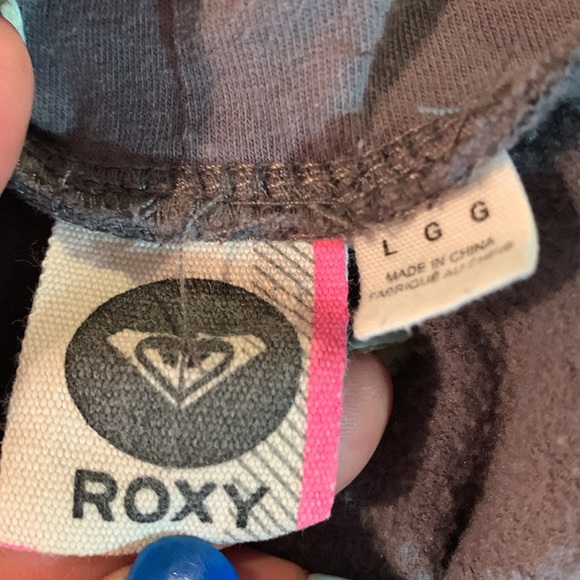 ROXY
L G G
MADE IN CHINA
FABRIQUÉ AU CHINE